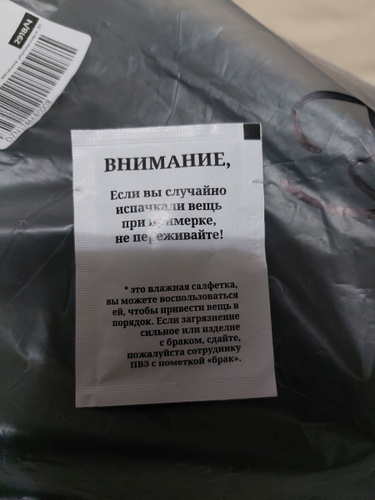 2918/V
ВНИМАНИЕ,
Если вы случайно
испачкали вещь
при примерке,
не переживайте!
* это влажная салфетка,
вы можете воспользоваться
ей, чтобы привести вещь в
порядок. Если загрязнение
сильное или изделие
с браком, сдайте,
пожалуйста сотруднику
ПВЗ с пометкой «брак».